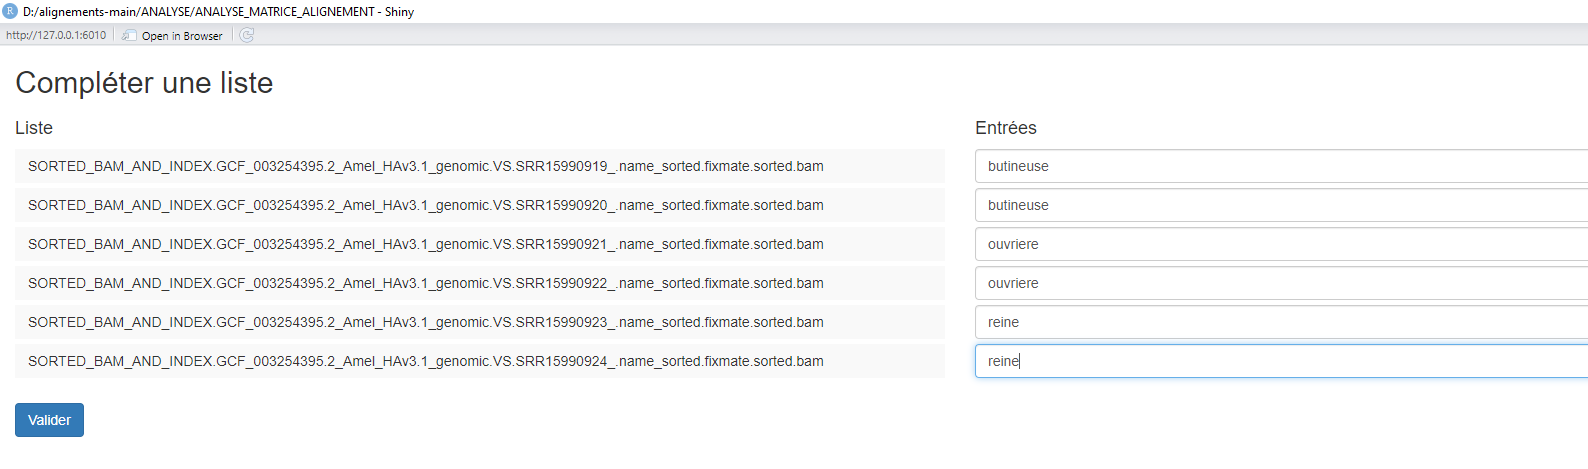 R D:/alignements-main/ANALYSE/ANALYSE_MATRICE_ALIGNEMENT - Shiny
http://127.0.0.1:6010 Open in Browser
Compléter une liste
Liste Entrées
SORTED_BAM_AND_INDEX.GCF_003254395.2_Amel_HAv3.1_genomic.VS.SRR15990919_.name_sorted.fixmate.sorted.bam butineuse
SORTED_BAM_AND_INDEX.GCF_003254395.2_Amel_HAv3.1_genomic.VS.SRR15990920_.name_sorted.fixmate.sorted.bam butineuse
SORTED_BAM_AND_INDEX.GCF_003254395.2_Amel_HAv3.1_genomic.VS.SRR15990921_.name_sorted.fixmate.sorted.bam ouvriere
SORTED_BAM_AND_INDEX.GCF_003254395.2_Amel_HAv3.1_genomic.VS.SRR15990922_.name_sorted.fixmate.sorted.bam ouvriere
SORTED_BAM_AND_INDEX.GCF_003254395.2_Amel_HAv3.1_genomic.VS.SRR15990923_.name_sorted.fixmate.sorted.bam reine
SORTED_BAM_AND_INDEX.GCF_003254395.2_Amel_HAv3.1_genomic.VS.SRR15990924_.name_sorted.fixmate.sorted.bam reine
Valider